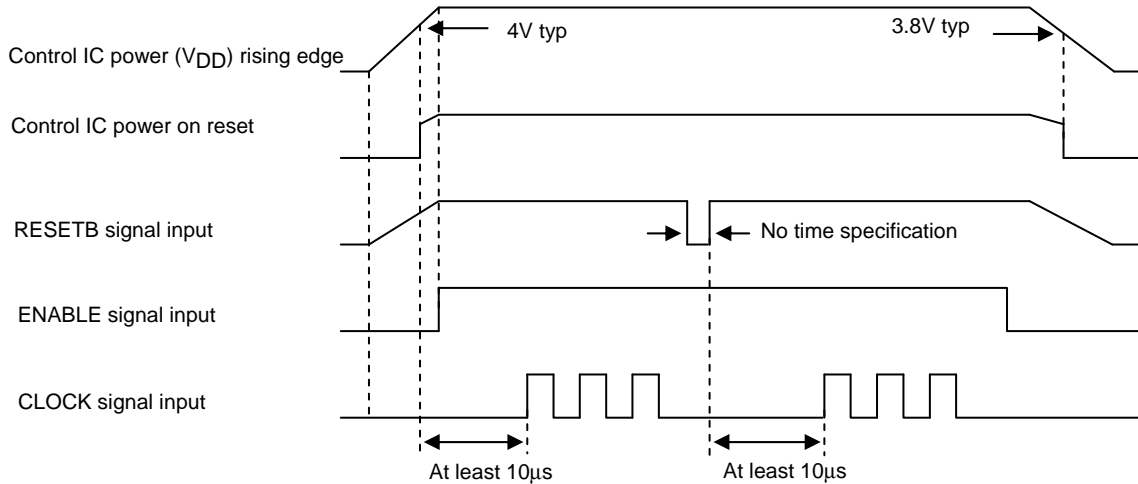 4V typ
3.8V typ
Control IC power (VDD) rising edge
Control IC power on reset
RESETB signal input
No time specification
ENABLE signal input
CLOCK signal input
At least 10μs
At least 10μs